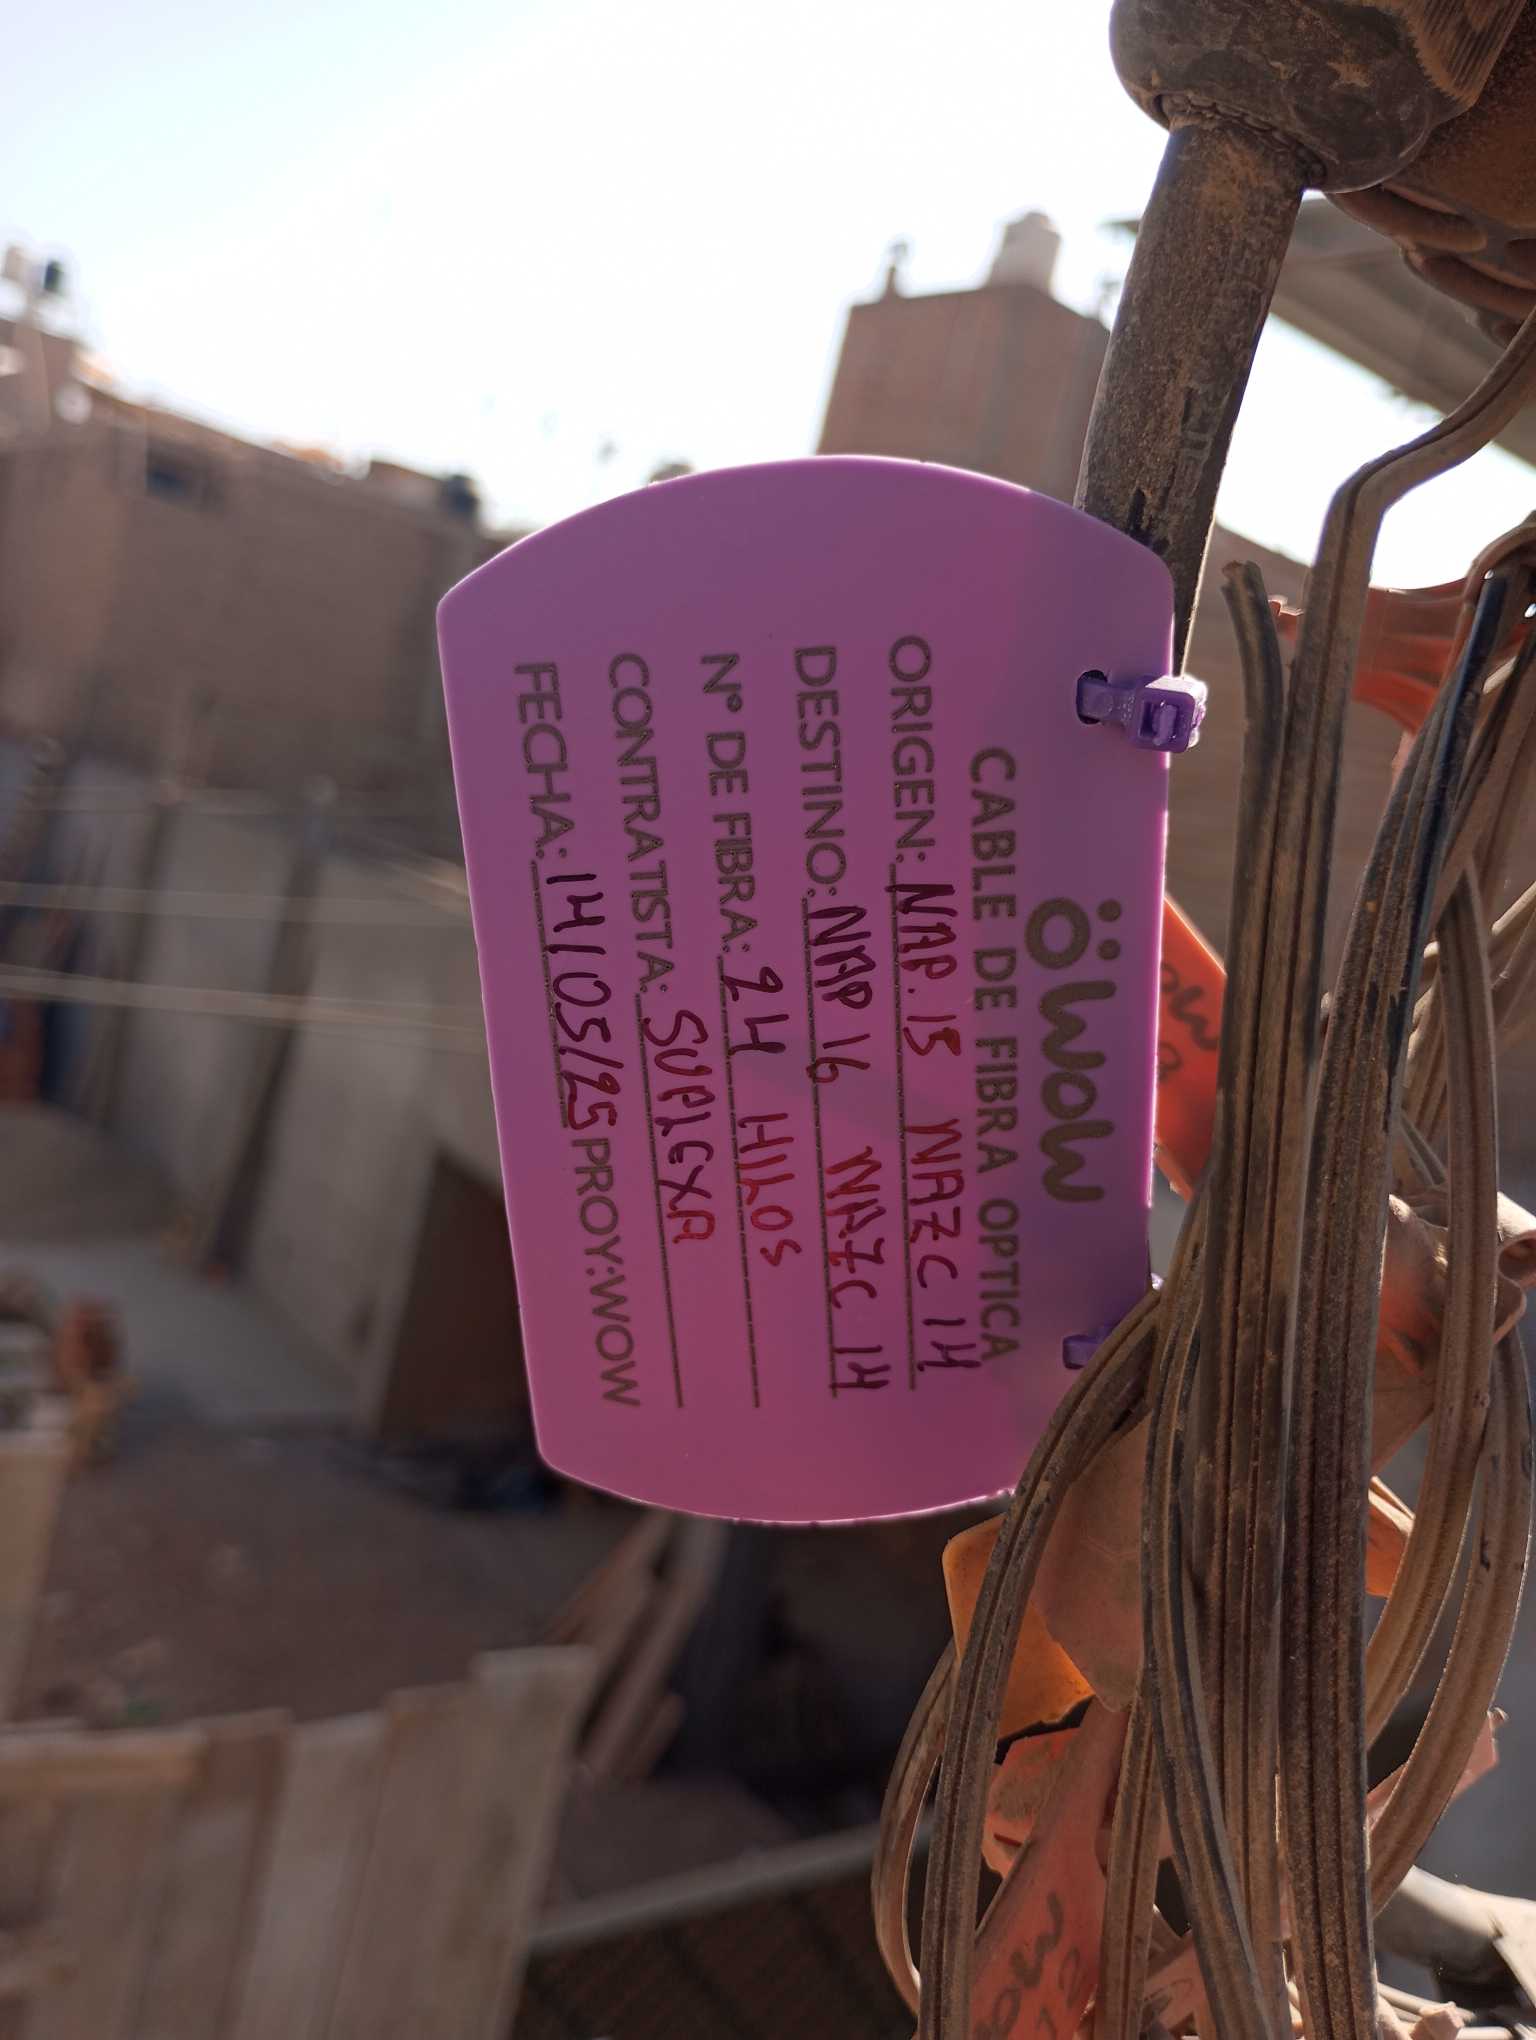 wow
CABLE DE FIBRA OPTICA
ORIGEN: NAP. 15 NAZC 14
DESTINO: NAP 16 NAZC 14
N° DE FIBRA: 24 HILOS
CONTRATISTA: SUPLEXA
FECHA: 14/05/25 PROY:WOW